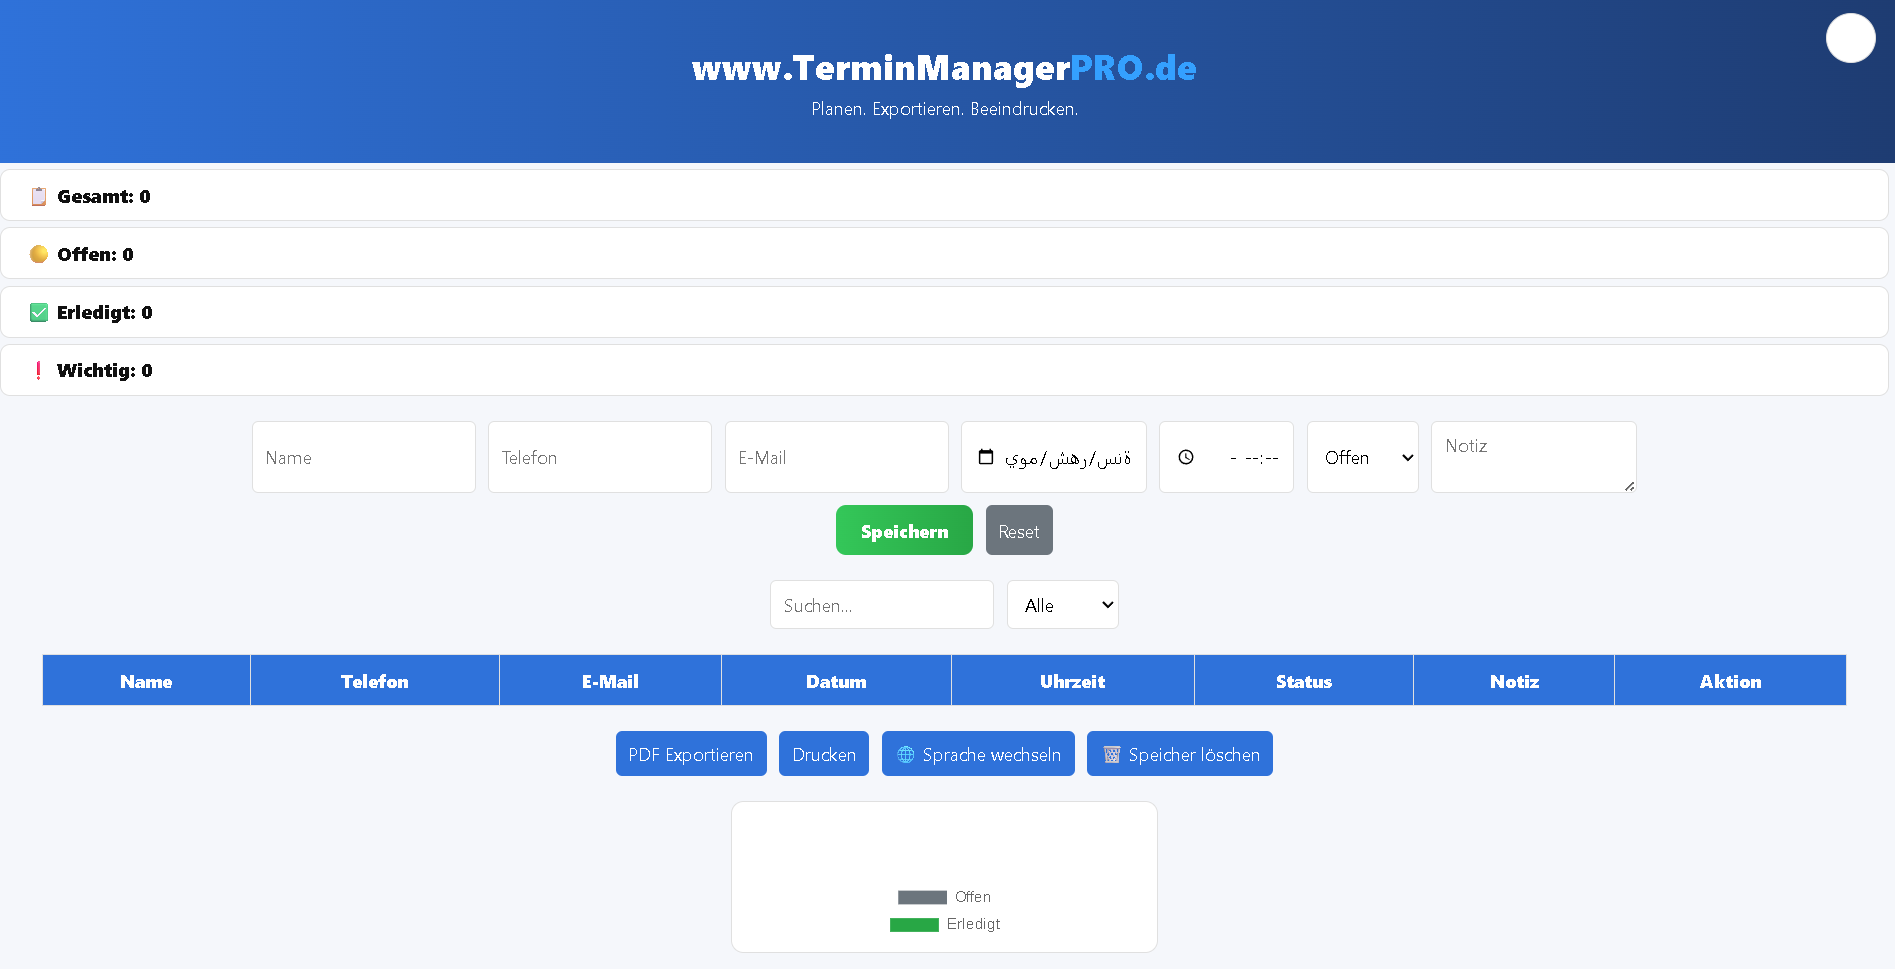 www.TerminManagerPRO.de
Planen. Exportieren. Beeindrucken.
📋 Gesamt: 0
🟡 Offen: 0
✅ Erledigt: 0
❗ Wichtig: 0
Name Telefon E-Mail يوم/شهر/سنة - --:-- Offen Notiz
Speichern Reset
Suchen... Alle
Name Telefon E-Mail Datum Uhrzeit Status Notiz Aktion
PDF Exportieren Drucken 🌐 Sprache wechseln 🗑️ Speicher löschen
Offen
Erledigt